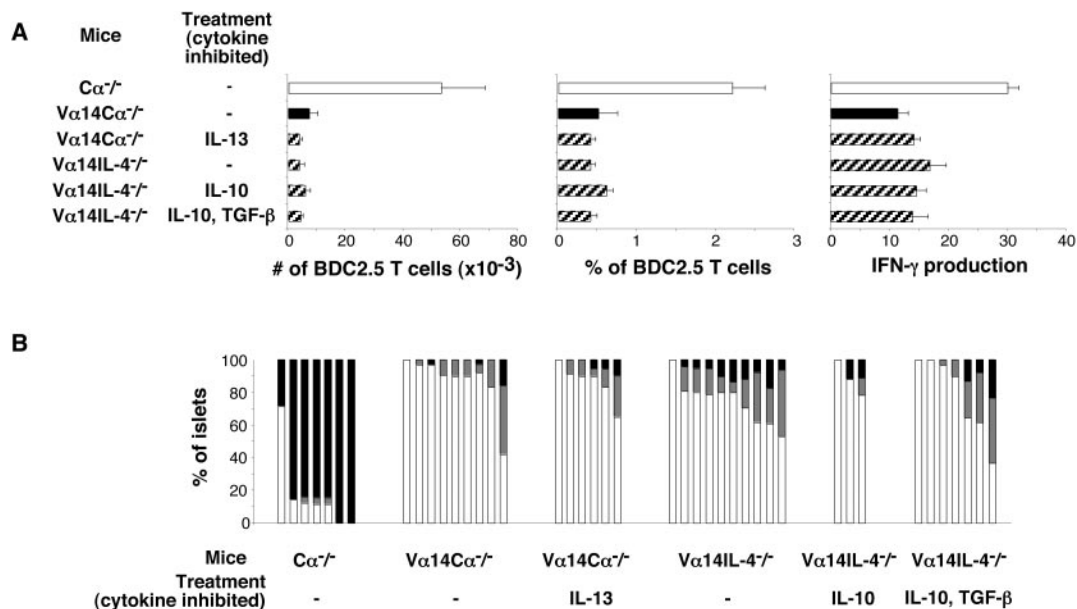 A
Mice
Treatment
(cytokine
inhibited)
Cα-/-
-
Vα14Cα-/-
-
Vα14Cα-/-
IL-13
Vα14IL-4-/-
-
Vα14IL-4-/-
IL-10
Vα14IL-4-/-
IL-10, TGF-β
0 20 40 60 80
# of BDC2.5 T cells (x10-3)
0 1 2 3
% of BDC2.5 T cells
0 10 20 30 40
IFN-γ production
B
% of islets
100
80
60
40
20
0
Mice
Cα-/- Vα14Cα-/- Vα14Cα-/- Vα14IL-4-/- Vα14IL-4-/- Vα14IL-4-/-
Treatment
(cytokine inhibited)
- - IL-13 - IL-10 IL-10, TGF-β